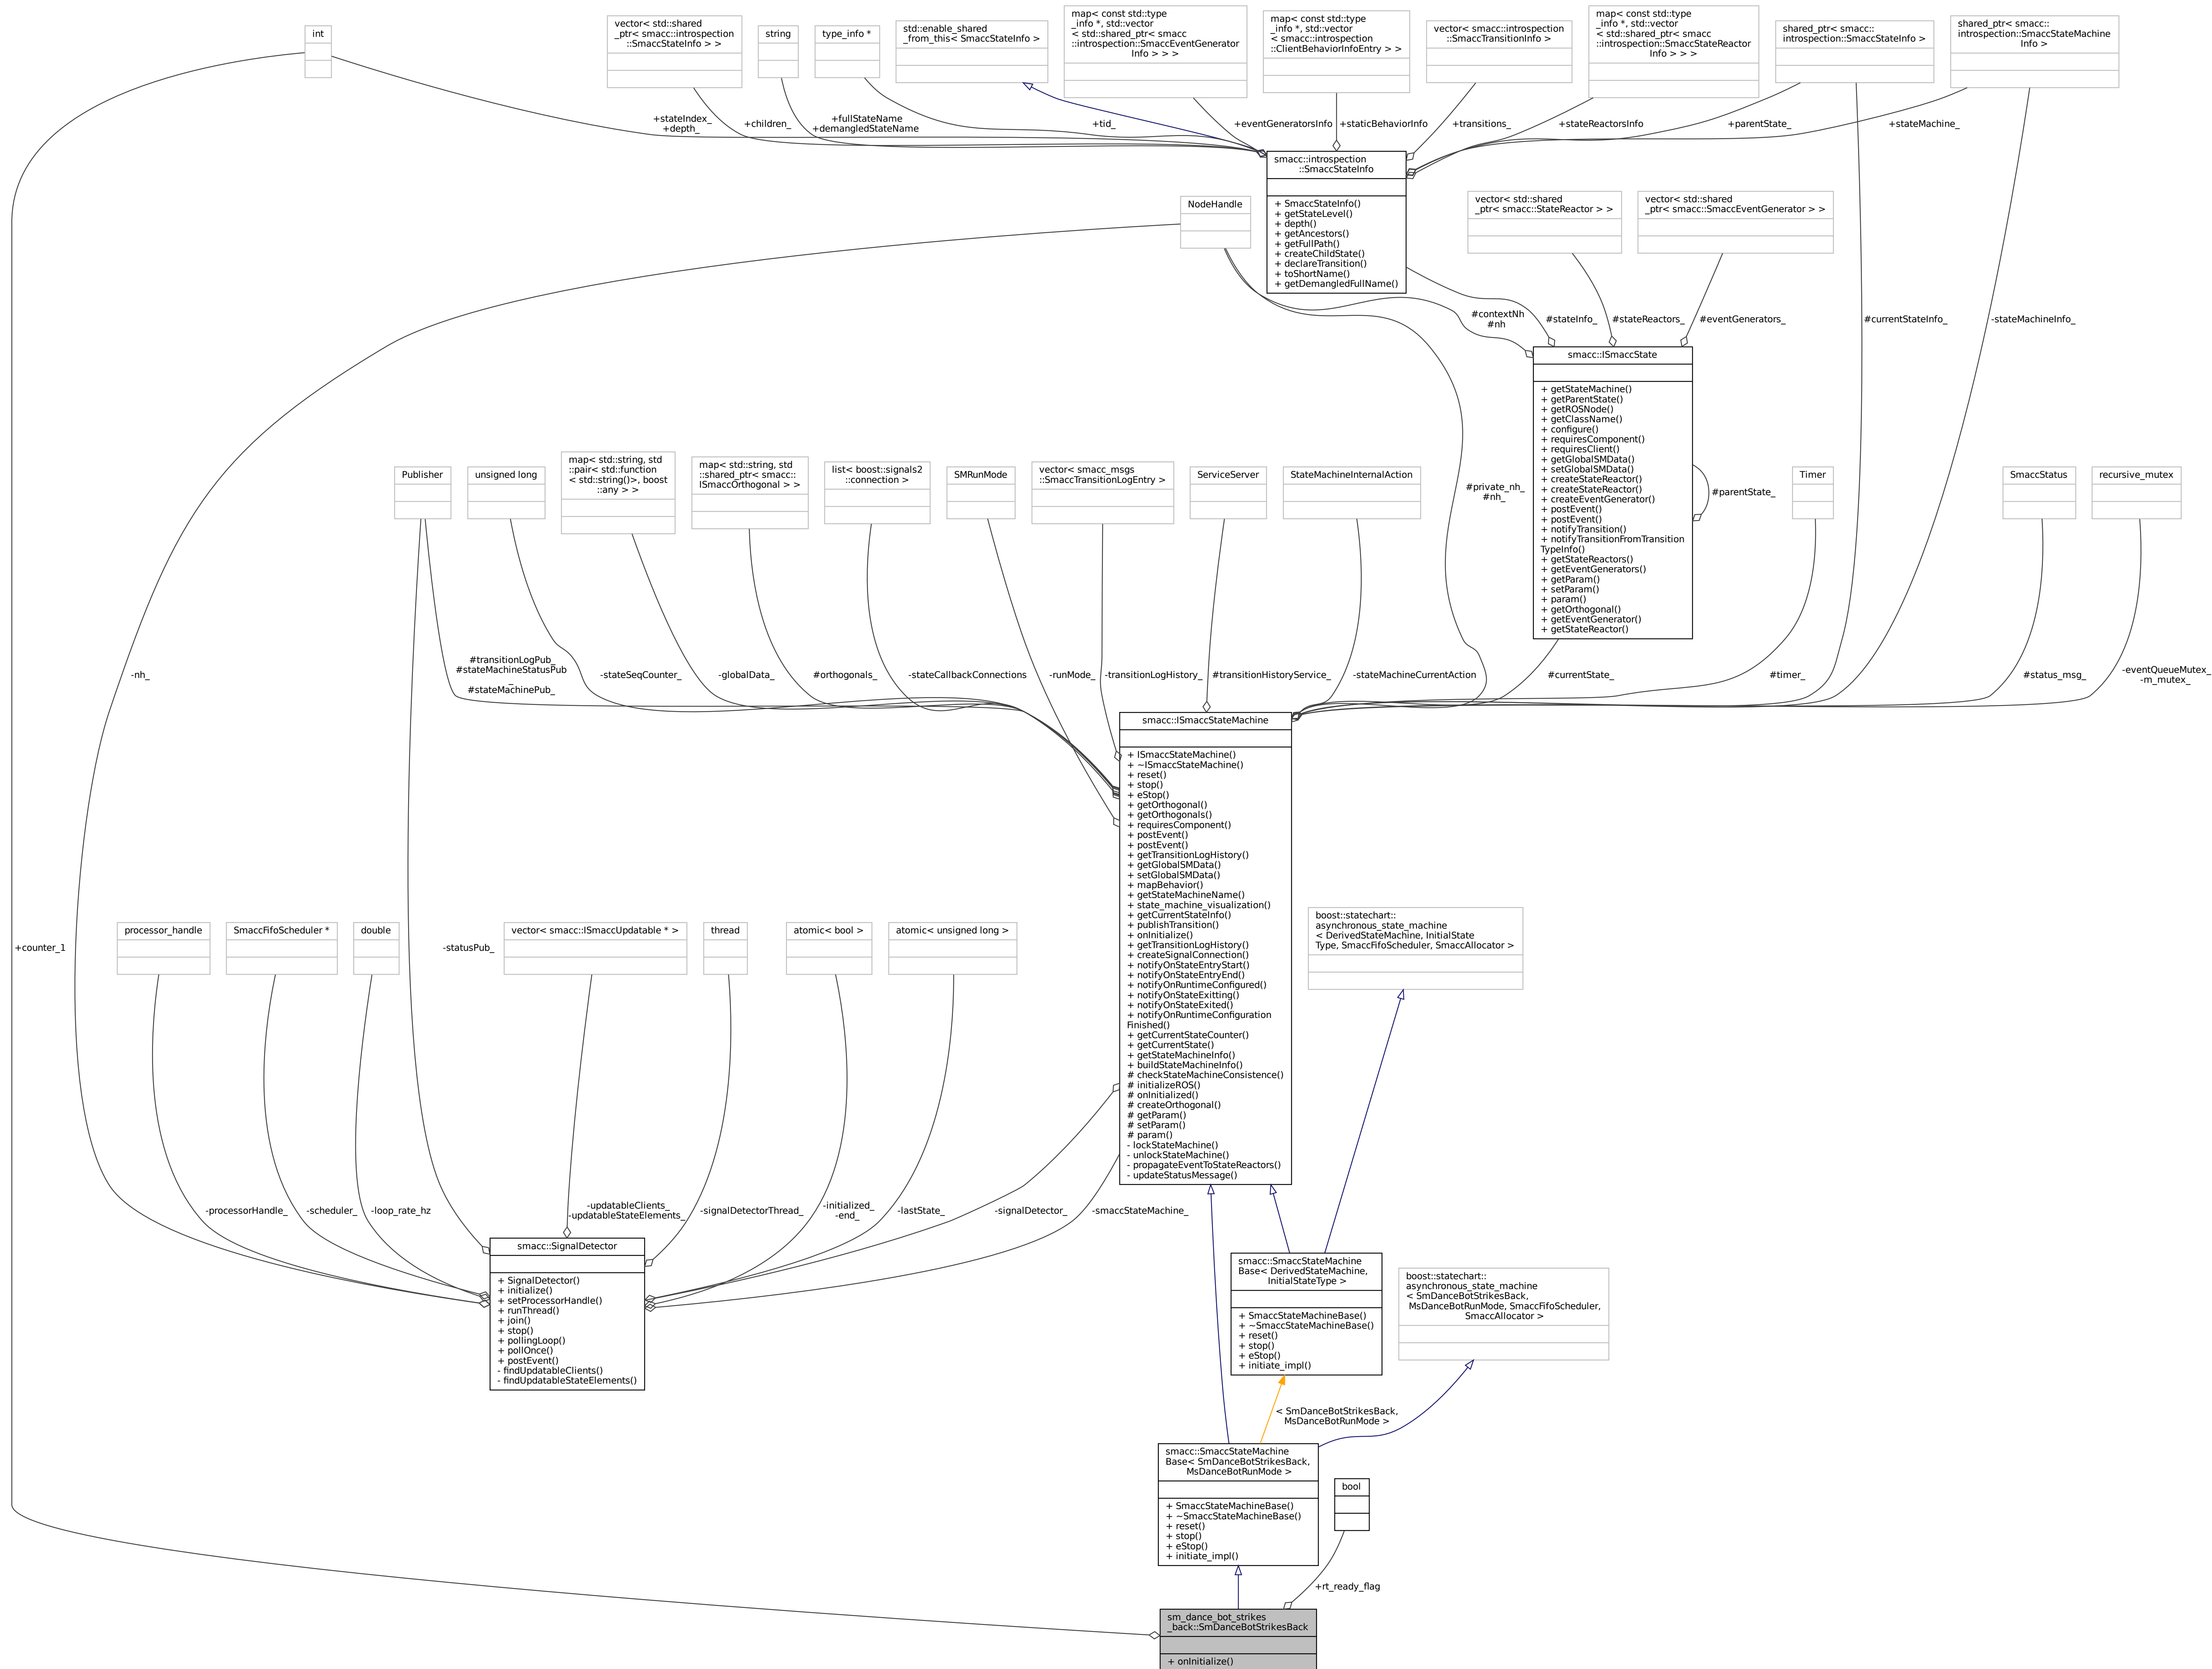 int
vector< std::shared
_ptr< smacc::introspection
::SmaccStateInfo > >
string
type_info *
std::enable_shared
_from_this< SmaccStateInfo >
map< const std::type
_info *, std::vector
< std::shared_ptr< smacc
::introspection::SmaccEventGenerator
Info > > >
map< const std::type
_info *, std::vector
< smacc::introspection
::ClientBehaviorInfoEntry > >
vector< smacc::introspection
::SmaccTransitionInfo >
map< const std::type
_info *, std::vector
< std::shared_ptr< smacc
::introspection::SmaccStateReactor
Info > > >
shared_ptr< smacc::
introspection::SmaccStateInfo >
shared_ptr< smacc::
introspection::SmaccStateMachine
Info >
+stateIndex_
+depth_
+children_
+fullStateName
+demangledStateName
+tid_
+eventGeneratorsInfo
+staticBehaviorInfo
+transitions_
+stateReactorsInfo
+parentState_
+stateMachine_
smacc::introspection
::SmaccStateInfo
+ SmaccStateInfo()
+ getStateLevel()
+ depth()
+ getAncestors()
+ getFullPath()
+ createChildState()
+ declareTransition()
+ toShortName()
+ getDemangledFullName()
NodeHandle
vector< std::shared
_ptr< smacc::StateReactor > >
vector< std::shared
_ptr< smacc::SmaccEventGenerator > >
#contextNh
#nh
#stateInfo_
#stateReactors_
#eventGenerators_
#currentStateInfo_
-stateMachineInfo_
smacc::ISmaccState
+ getStateMachine()
+ getParentState()
+ getROSNode()
+ getClassName()
+ configure()
+ requiresComponent()
+ requiresClient()
+ getGlobalSMData()
+ setGlobalSMData()
+ createStateReactor()
+ createStateReactor()
+ createEventGenerator()
+ postEvent()
+ postEvent()
+ notifyTransition()
+ notifyTransitionFromTransition
TypeInfo()
+ getStateReactors()
+ getEventGenerators()
+ getParam()
+ setParam()
+ param()
+ getOrthogonal()
+ getEventGenerator()
+ getStateReactor()
#parentState_
Publisher
unsigned long
map< std::string, std
::pair< std::function
< std::string()>, boost
::any > >
map< std::string, std
::shared_ptr< smacc::
ISmaccOrthogonal > >
list< boost::signals2
::connection >
SMRunMode
vector< smacc_msgs
::SmaccTransitionLogEntry >
ServiceServer
StateMachineInternalAction
#private_nh_
#nh_
Timer
SmaccStatus
recursive_mutex
-nh_
#transitionLogPub_
#stateMachineStatusPub
_
#stateMachinePub_
-stateSeqCounter_
-globalData_
#orthogonals_
-stateCallbackConnections
-runMode_
-transitionLogHistory_
#transitionHistoryService_
-stateMachineCurrentAction
#currentState_
#timer_
#status_msg_
-eventQueueMutex_
-m_mutex_
smacc::ISmaccStateMachine
+ ISmaccStateMachine()
+ ~ISmaccStateMachine()
+ reset()
+ stop()
+ eStop()
+ getOrthogonal()
+ getOrthogonals()
+ requiresComponent()
+ postEvent()
+ postEvent()
+ getTransitionLogHistory()
+ getGlobalSMData()
+ setGlobalSMData()
+ mapBehavior()
+ getStateMachineName()
+ state_machine_visualization()
+ getCurrentStateInfo()
+ publishTransition()
+ onInitialize()
+ getTransitionLogHistory()
+ createSignalConnection()
+ notifyOnStateEntryStart()
+ notifyOnStateEntryEnd()
+ notifyOnRuntimeConfigured()
+ notifyOnStateExitting()
+ notifyOnStateExited()
+ notifyOnRuntimeConfiguration
Finished()
+ getCurrentStateCounter()
+ getCurrentState()
+ getStateMachineInfo()
+ buildStateMachineInfo()
# checkStateMachineConsistence()
# initializeROS()
# onInitialized()
# createOrthogonal()
# getParam()
# setParam()
# param()
- lockStateMachine()
- unlockStateMachine()
- propagateEventToStateReactors()
- updateStatusMessage()
+counter_1
processor_handle
SmaccFifoScheduler *
double
-statusPub_
vector< smacc::ISmaccUpdatable * >
thread
atomic< bool >
atomic< unsigned long >
boost::statechart::
asynchronous_state_machine
< DerivedStateMachine, InitialState
Type, SmaccFifoScheduler, SmaccAllocator >
-processorHandle_
-scheduler_
-loop_rate_hz
-updatableClients_
-updatableStateElements_
-signalDetectorThread_
-initialized_
-end_
-lastState_
-signalDetector_
-smaccStateMachine_
smacc::SignalDetector
+ SignalDetector()
+ initialize()
+ setProcessorHandle()
+ runThread()
+ join()
+ stop()
+ pollingLoop()
+ pollOnce()
+ postEvent()
- findUpdatableClients()
- findUpdatableStateElements()
smacc::SmaccStateMachine
Base< DerivedStateMachine,
InitialStateType >
+ SmaccStateMachineBase()
+ ~SmaccStateMachineBase()
+ reset()
+ stop()
+ eStop()
+ initiate_impl()
boost::statechart::
asynchronous_state_machine
< SmDanceBotStrikesBack,
MsDanceBotRunMode, SmaccFifoScheduler,
SmaccAllocator >
< SmDanceBotStrikesBack,
MsDanceBotRunMode >
smacc::SmaccStateMachine
Base< SmDanceBotStrikesBack,
MsDanceBotRunMode >
+ SmaccStateMachineBase()
+ ~SmaccStateMachineBase()
+ reset()
+ stop()
+ eStop()
+ initiate_impl()
bool
+rt_ready_flag
sm_dance_bot_strikes
_back::SmDanceBotStrikesBack
+ onInitialize()